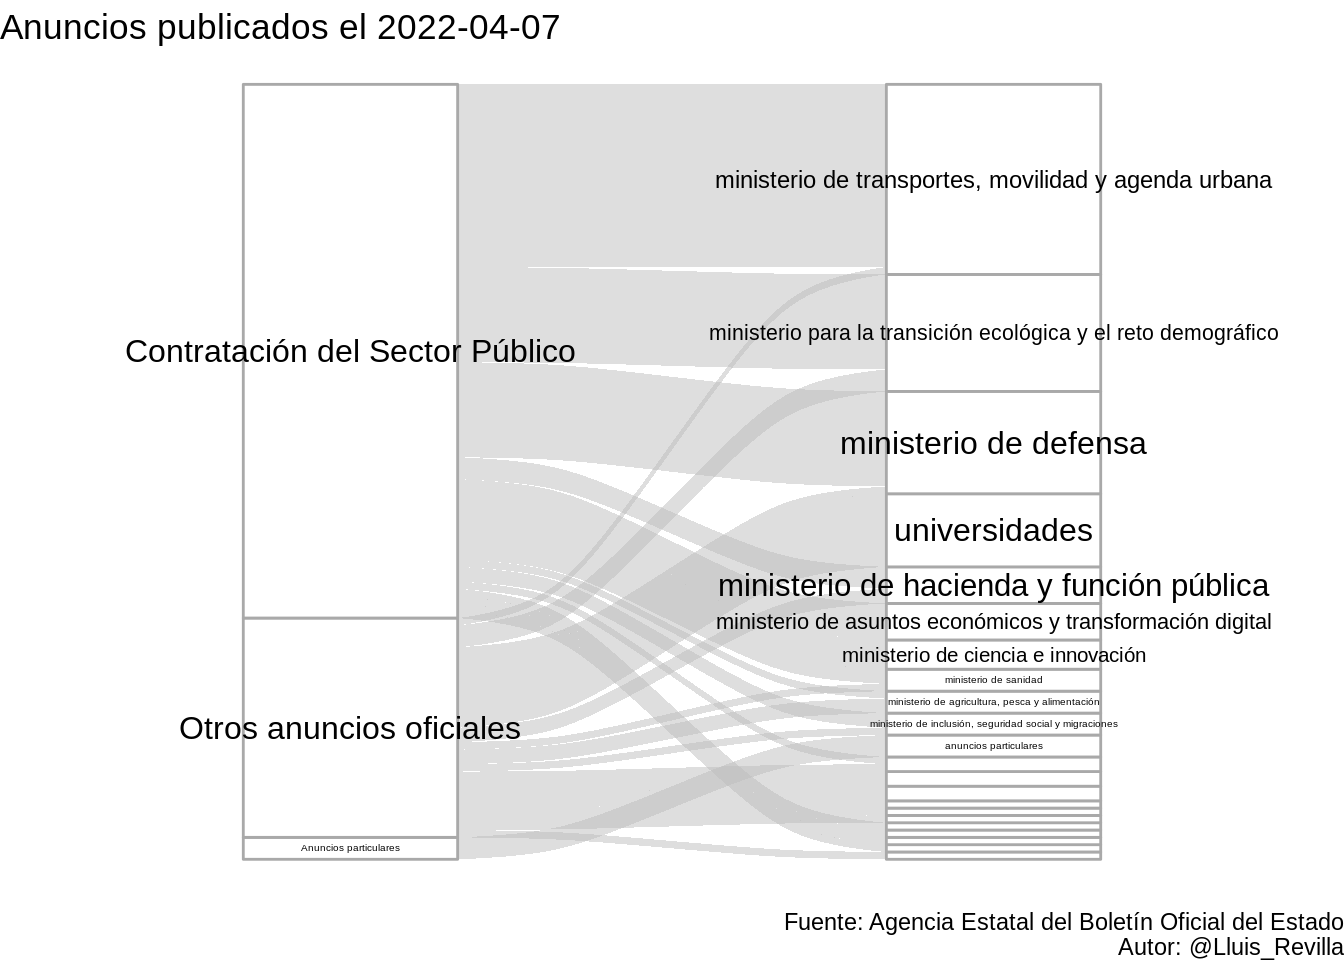 Anuncios publicados el 2022-04-07
ministerio de transportes, movilidad y agenda urbana
ministerio para la transición ecológica y el reto demográfico
Contratación del Sector Público
ministerio de defensa
universidades
ministerio de hacienda y función pública
ministerio de asuntos económicos y transformación digital
ministerio de ciencia e innovación
ministerio de sanidad
ministerio de agricultura, pesca y alimentación
ministerio de inclusión, seguridad social y migraciones
Otros anuncios oficiales
anuncios particulares
Anuncios particulares
Fuente: Agencia Estatal del Boletín Oficial del Estado
Autor: @Lluis_Revilla